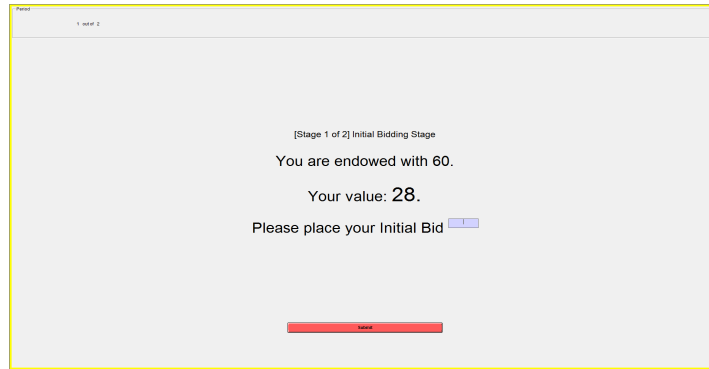 Period
1 out of 2
[Stage 1 of 2] Initial Bidding Stage
You are endowed with 60.
Your value: 28.
Please place your Initial Bid
Submit